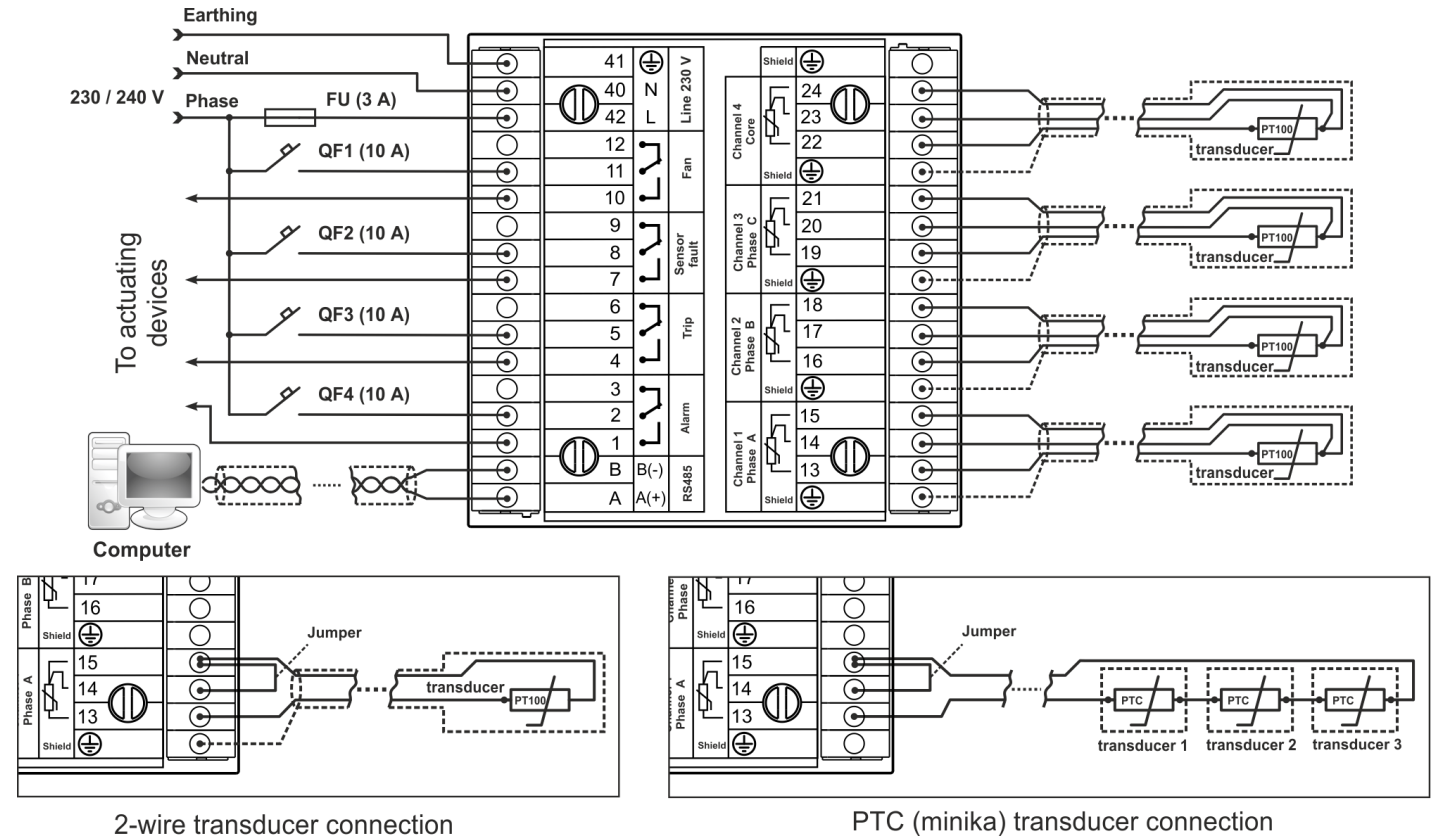 Earthing
Neutral
230 / 240 V
Phase
FU (3 A)
QF1 (10 A)
QF2 (10 A)
QF3 (10 A)
QF4 (10 A)
To actuating
devices
Computer
41
40 N
42 L
Line 230 V
12
11
10
Fan
9
8
7
Sensor
fault
6
5
4
Trip
3
2
1
Alarm
B B(-)
A A(+)
RS485
Shield
Channel 4
Core
24
23
22
Shield
Channel 3
Phase C
21
20
19
Shield
Channel 2
Phase B
18
17
16
Shield
Channel 1
Phase A
15
14
13
Shield
PT100
transducer
PT100
transducer
PT100
transducer
PT100
transducer
Phase B
17
16
Shield
Phase A
15
14
13
Shield
Jumper
transducer
PT100
2-wire transducer connection
Phase
17
16
Shield
Phase A
15
14
13
Shield
Jumper
PTC
PTC
PTC
transducer 1
transducer 2
transducer 3
PTC (minika) transducer connection